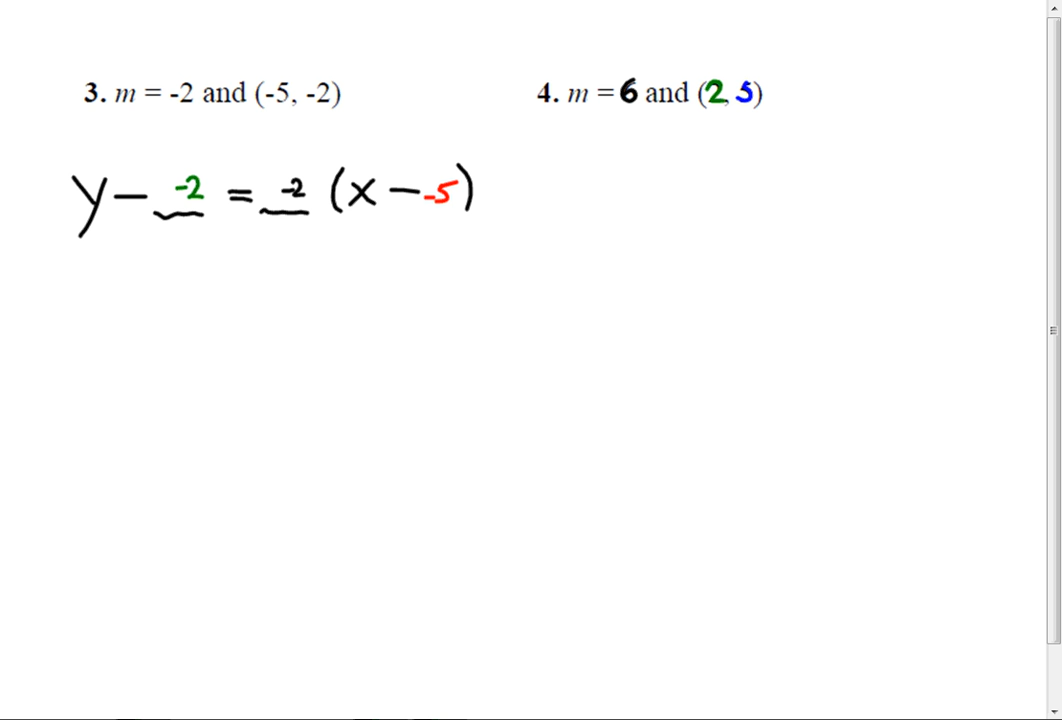 3. m = -2 and (-5, -2)
4. m = 6 and (2, 5)
y - -2 = -2 (x - -5)